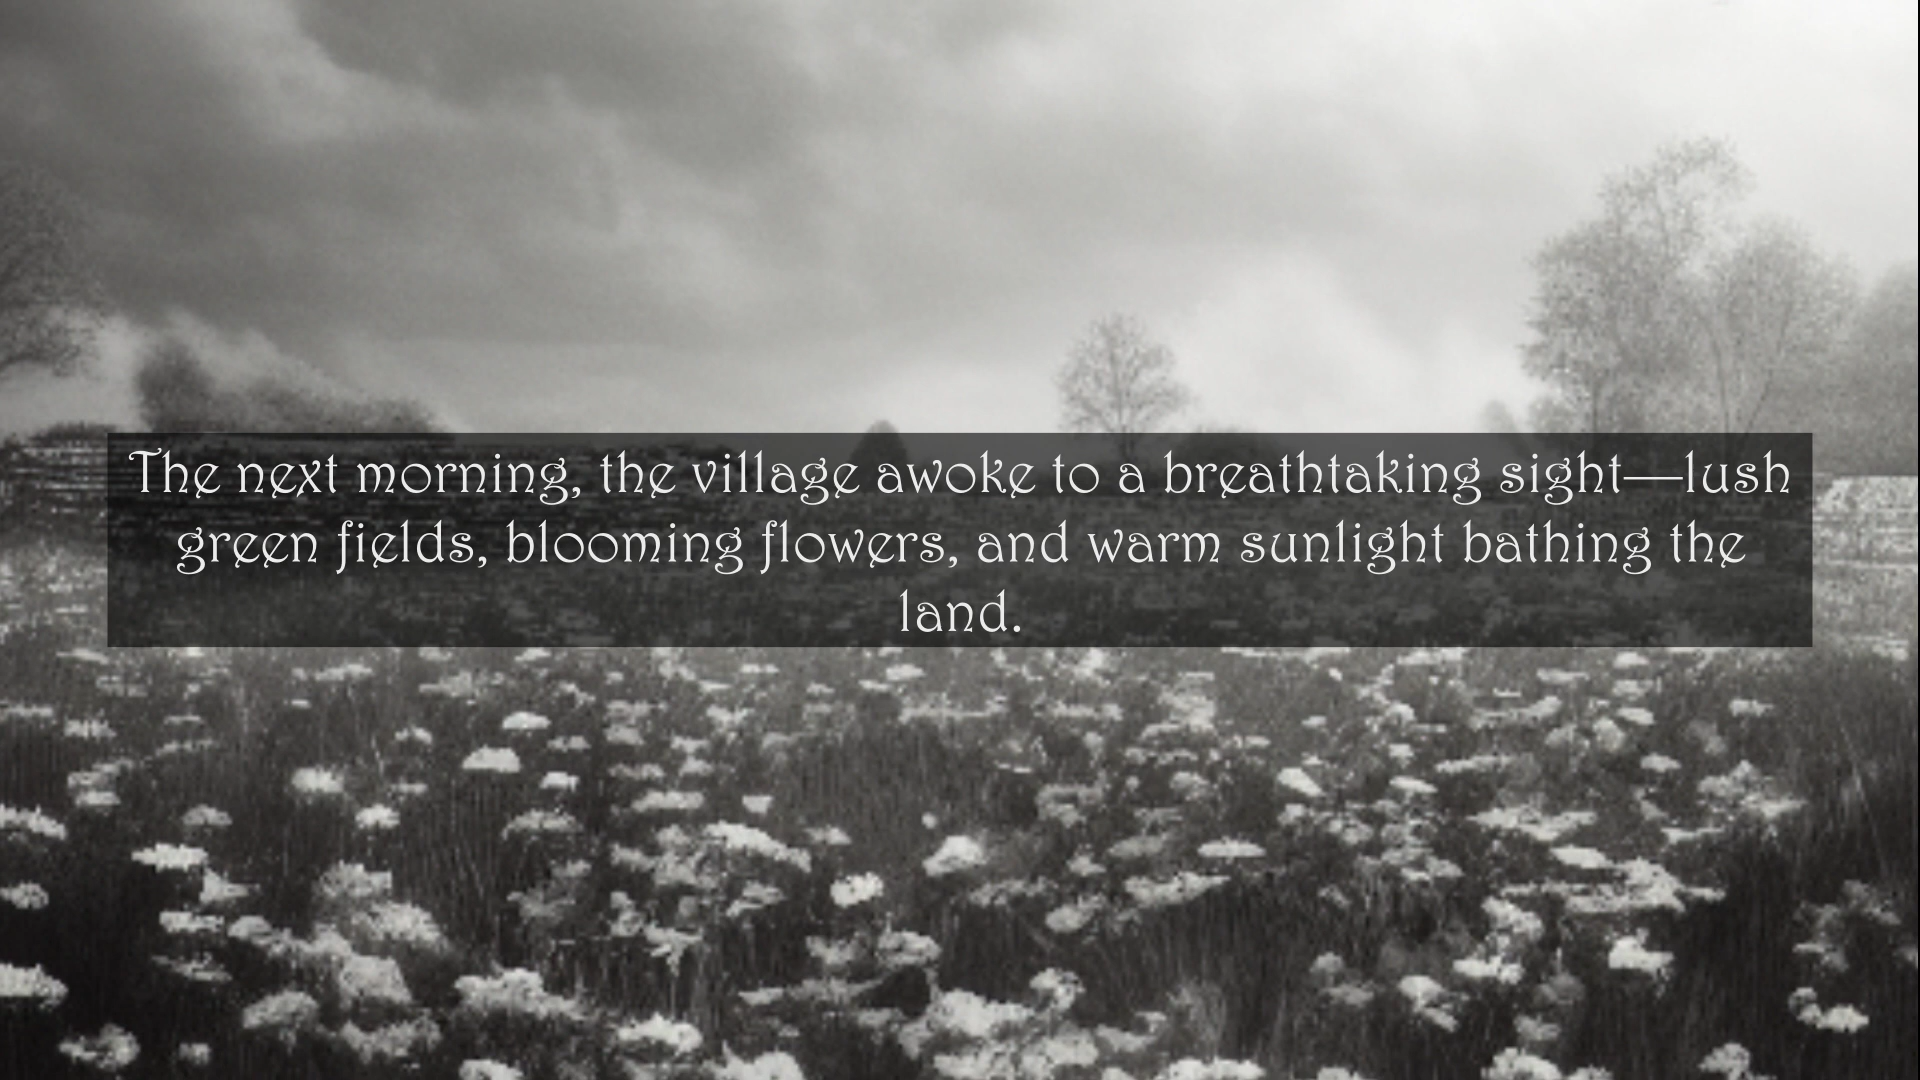 The next morning, the village awoke to a breathtaking sight—lush
green fields, blooming flowers, and warm sunlight bathing the
land.